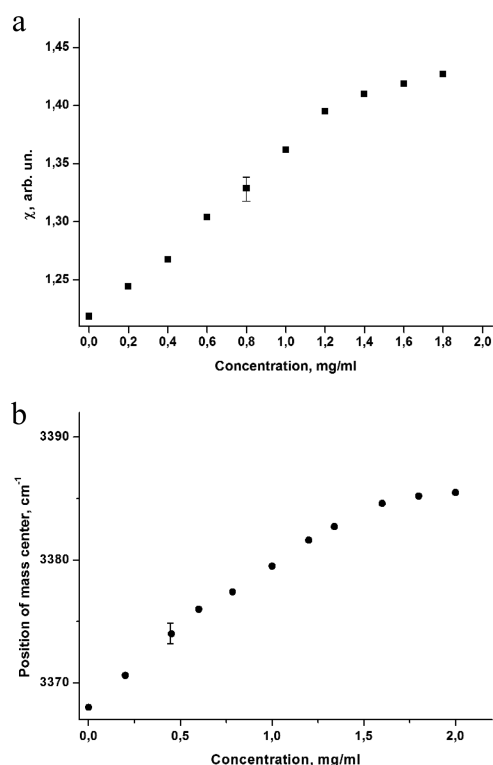 a
1,45
1,40
1,35
1,30
1,25
χ, arb. un.
0,0 0,2 0,4 0,6 0,8 1,0 1,2 1,4 1,6 1,8 2,0
Concentration, mg/ml
b
3390
3380
3370
Position of mass center, cm⁻¹
0,0 0,5 1,0 1,5 2,0
Concentration, mg/ml